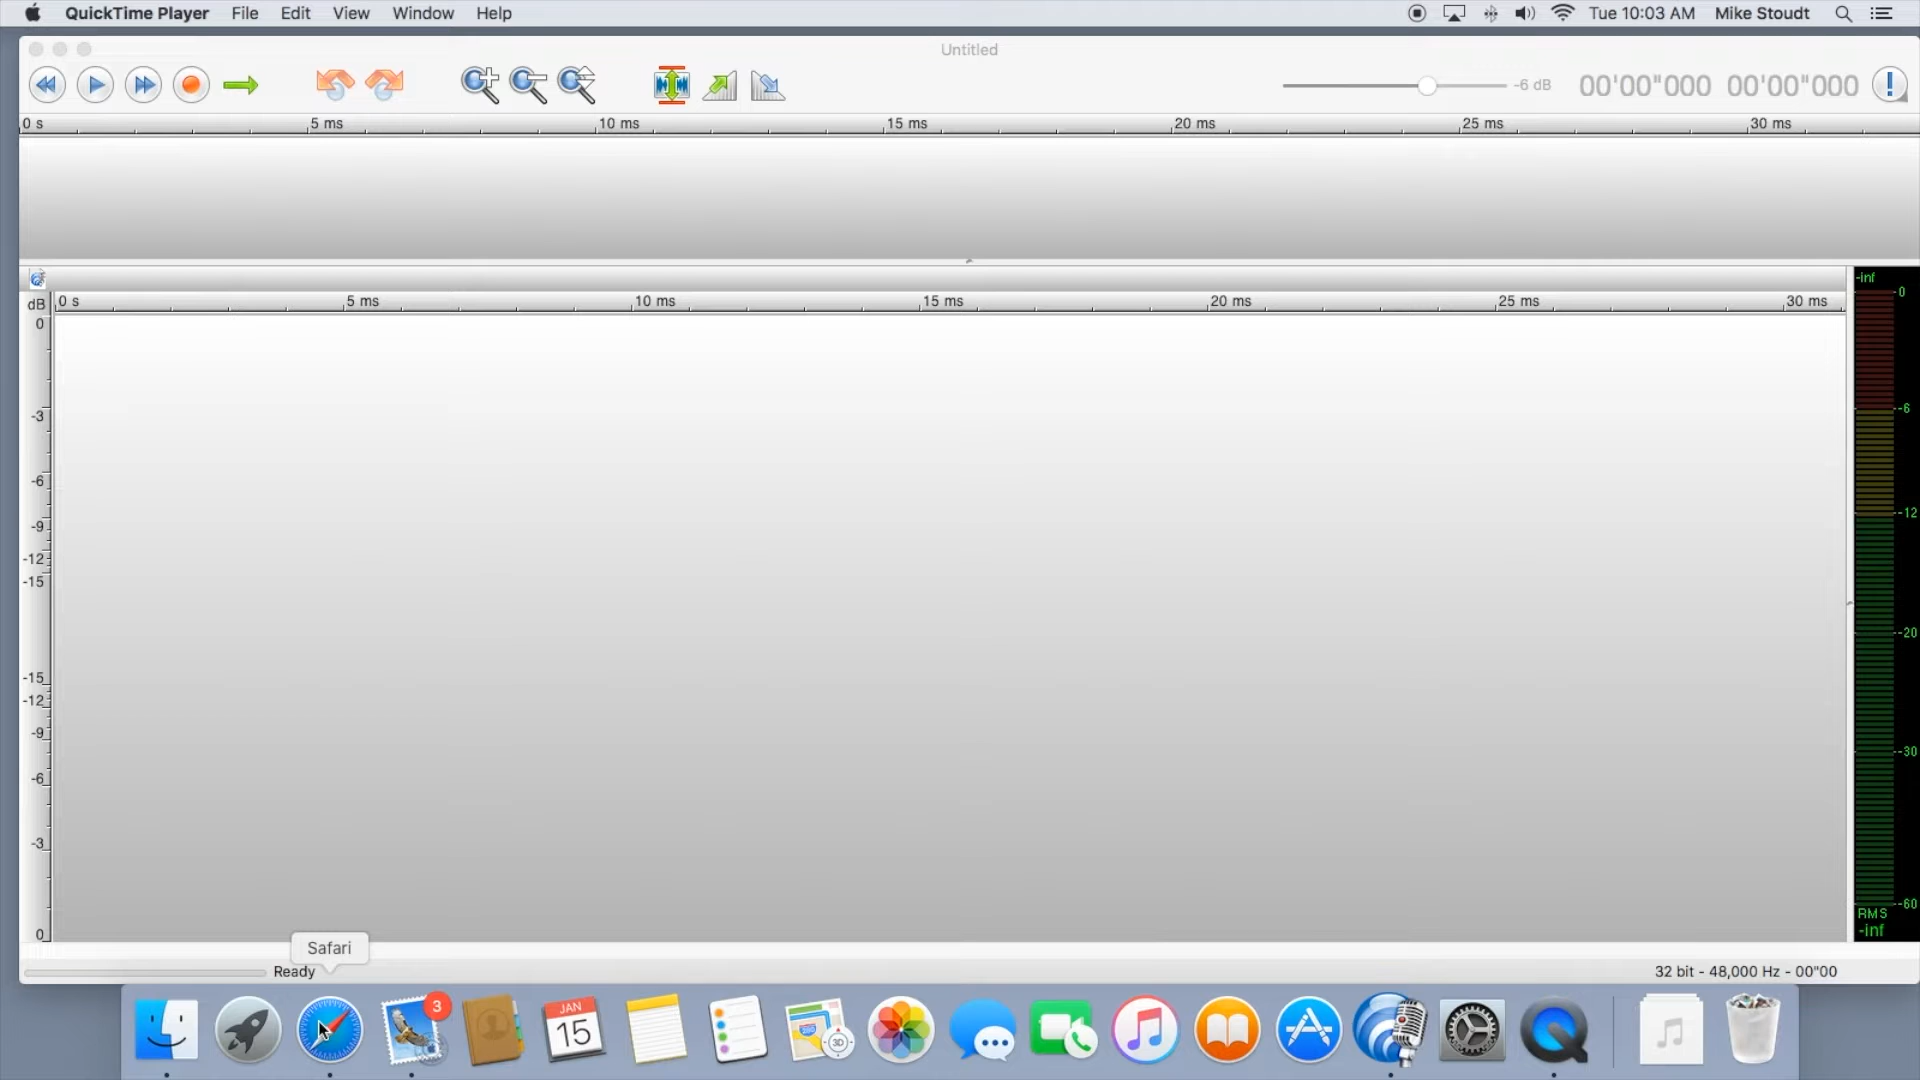 QuickTime Player File Edit View Window Help Tue 10:03 AM Mike Stoudt
Untitled
-6 dB 00'00"000 00'00"000
0 s 5 ms 10 ms 15 ms 20 ms 25 ms 30 ms
-inf
dB 0 s 5 ms 10 ms 15 ms 20 ms 25 ms 30 ms
0
-3
-6
-9
-12
-15
-15
-12
-9
-6
-3
0
0
-6
-12
-20
-30
-60
RMS
-inf
Safari
Ready
32 bit - 48,000 Hz - 00"00
3
JAN
15
280
3D